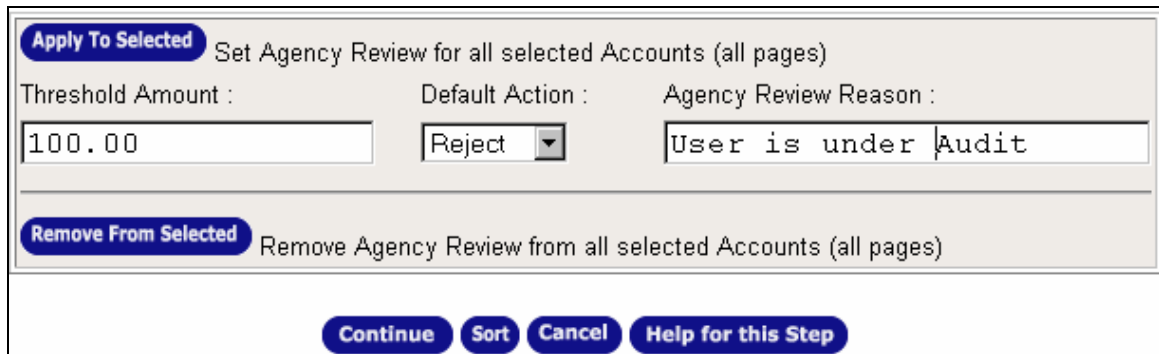 Apply To Selected Set Agency Review for all selected Accounts (all pages)
Threshold Amount : Default Action : Agency Review Reason :
100.00 Reject User is under Audit
Remove From Selected Remove Agency Review from all selected Accounts (all pages)
Continue Sort Cancel Help for this Step